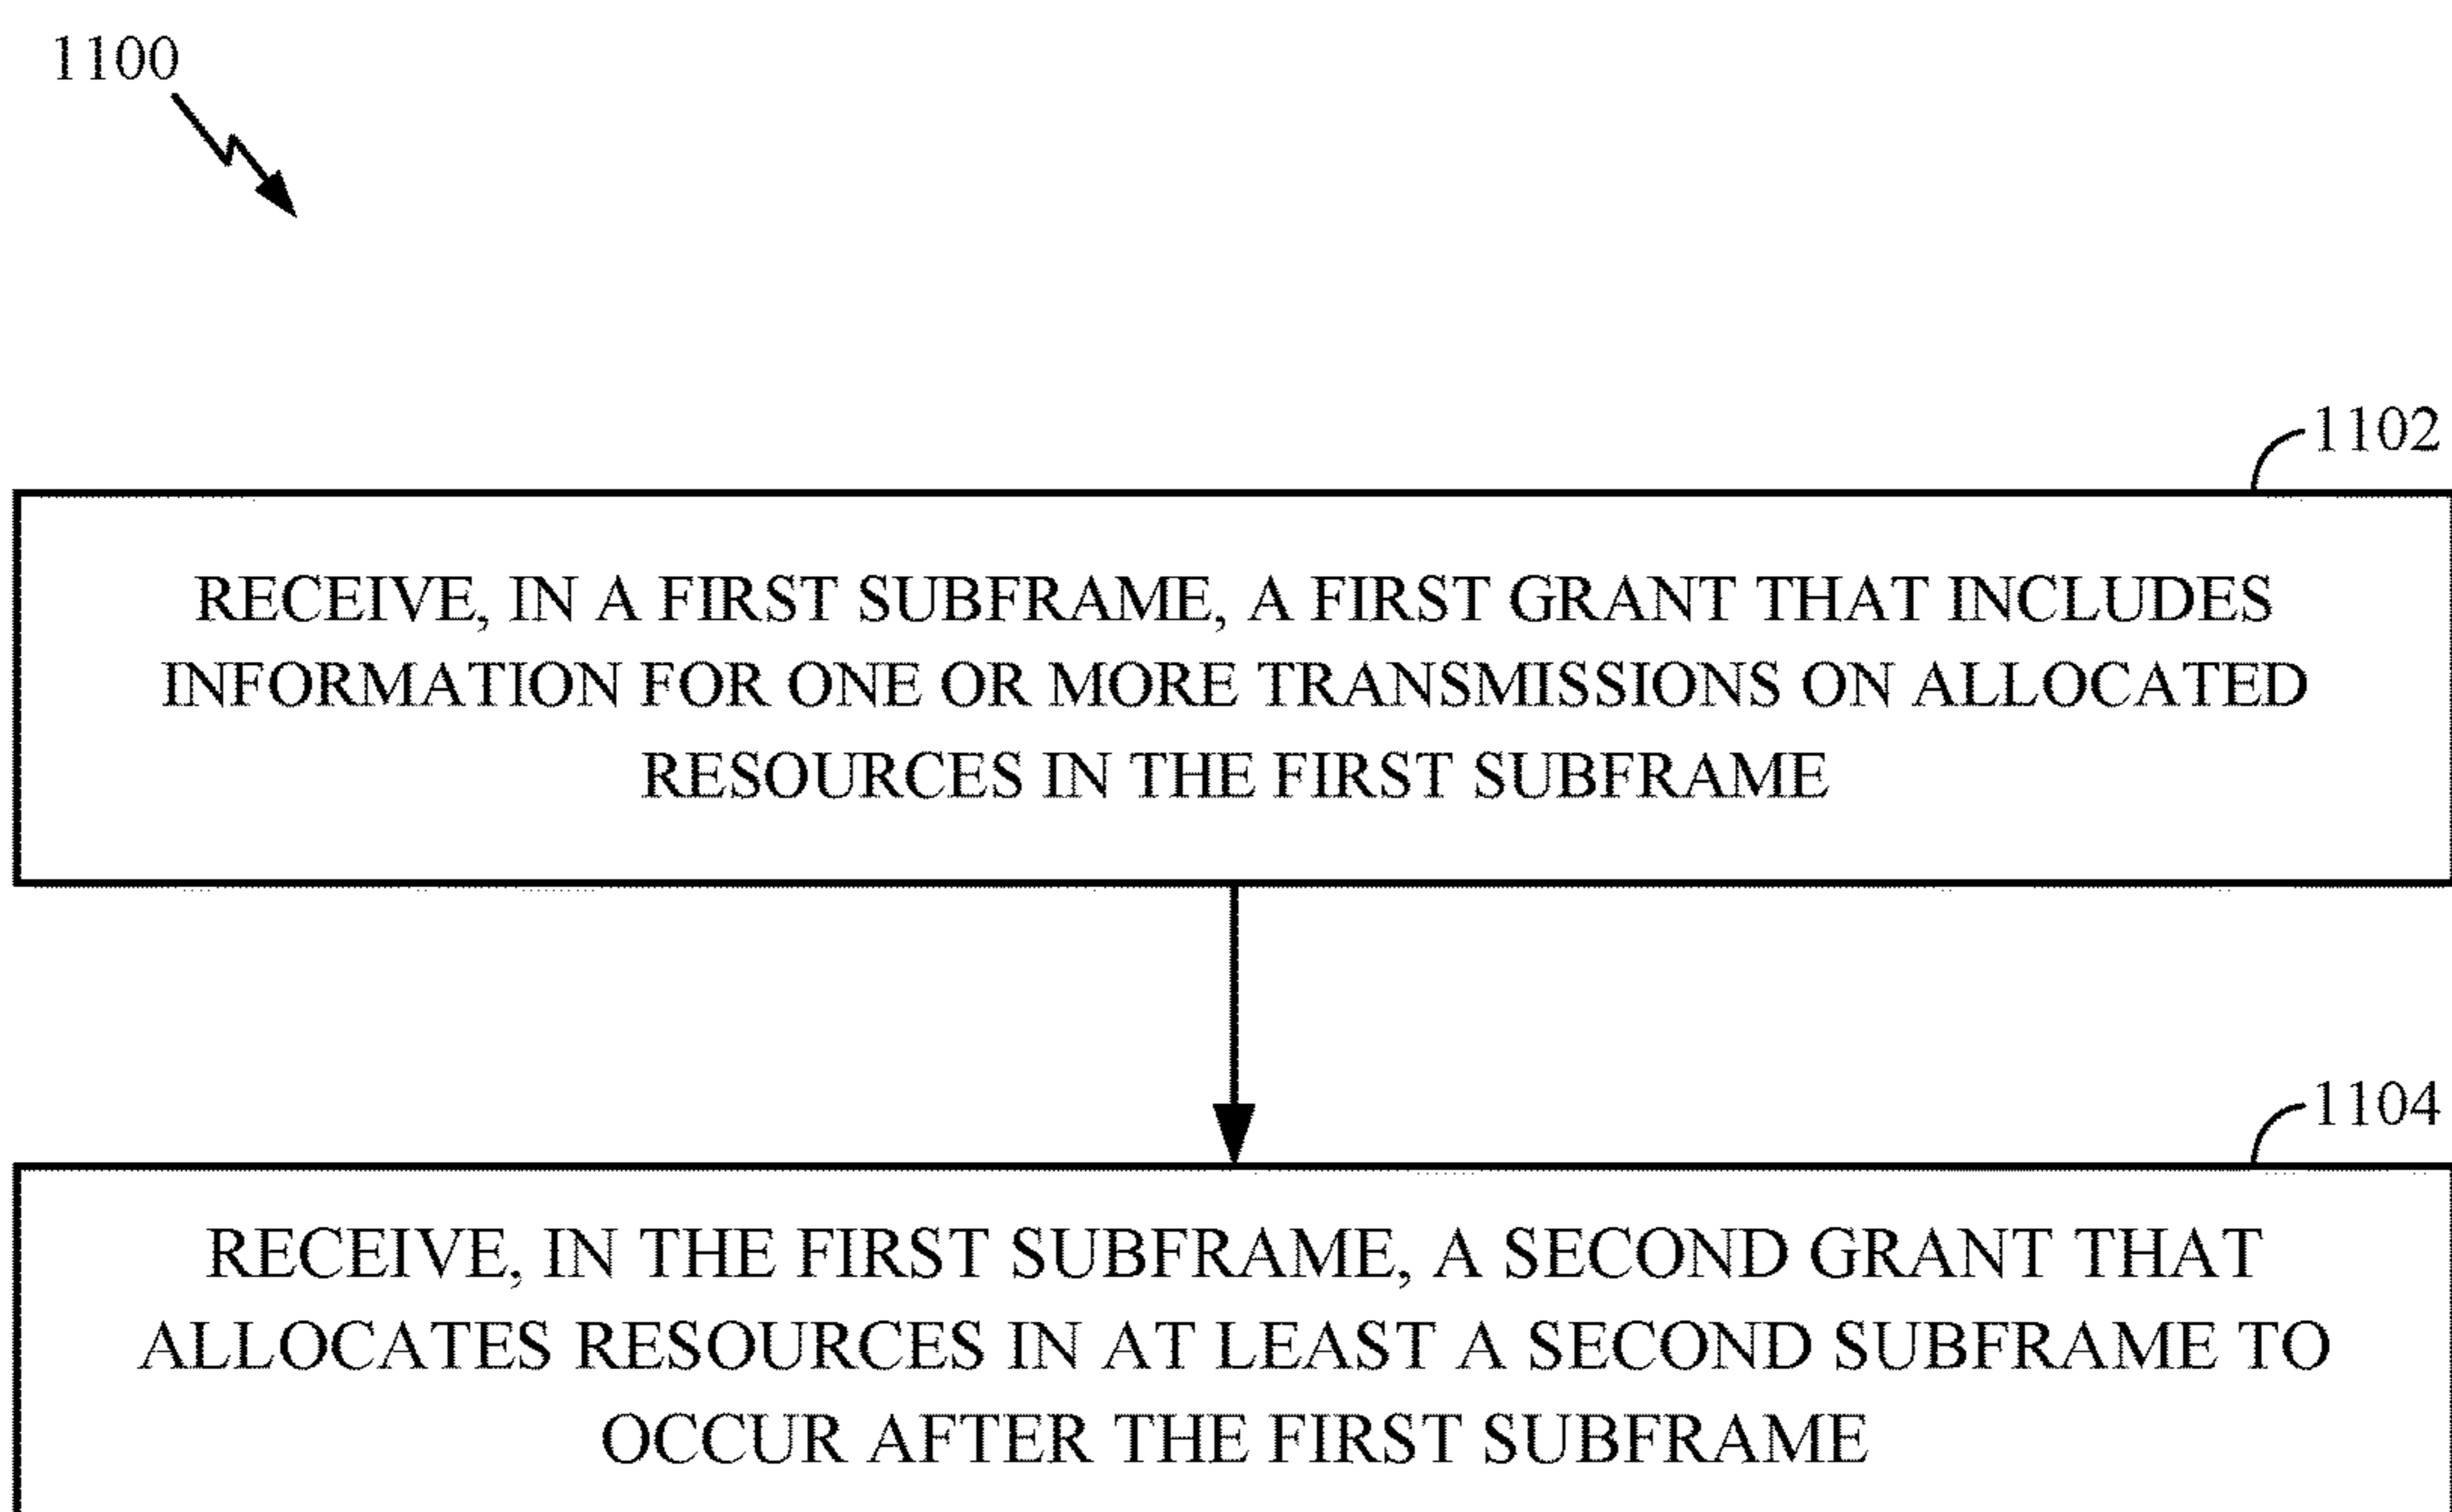 1100
1102
RECEIVE, IN A FIRST SUBFRAME, A FIRST GRANT THAT INCLUDES
INFORMATION FOR ONE OR MORE TRANSMISSIONS ON ALLOCATED
RESOURCES IN THE FIRST SUBFRAME
1104
RECEIVE, IN THE FIRST SUBFRAME, A SECOND GRANT THAT
ALLOCATES RESOURCES IN AT LEAST A SECOND SUBFRAME TO
OCCUR AFTER THE FIRST SUBFRAME